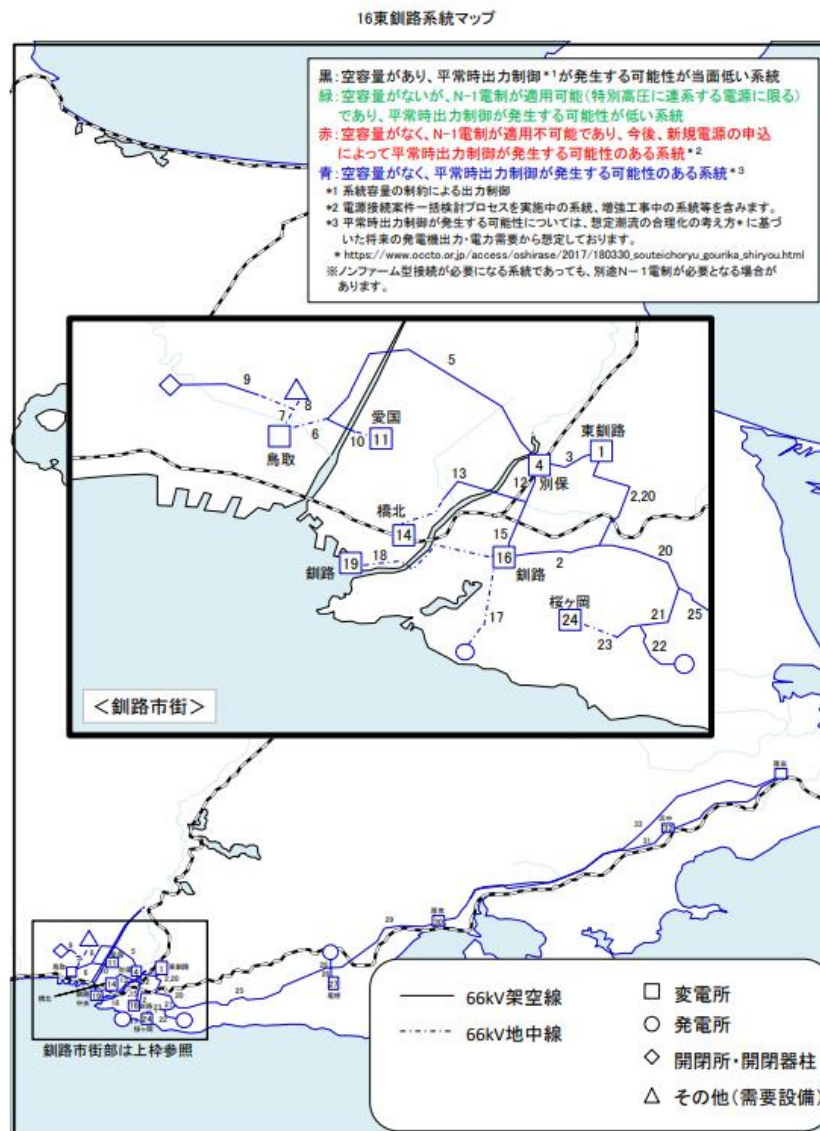 16東釧路系統マップ
黒:空容量があり、平常時出力制御*1が発生する可能性が当面低い系統
緑:空容量がないが、N-1電制が適用可能(特別高圧に連系する電源に限る)
であり、平常時出力制御が発生する可能性が低い系統
赤:空容量がなく、N-1電制が適用不可能であり、今後、新規電源の申込
によって平常時出力制御が発生する可能性のある系統*2
青:空容量がなく、平常時出力制御が発生する可能性のある系統*3
*1 系統容量の制約による出力制御
*2 電源接続案件一括検討プロセスを実施中の系統、増強工事中の系統等を含みます。
*3 平常時出力制御が発生する可能性については、想定潮流の合理化の考え方*に基づ
いた将来の発電機出力・電力需要から想定しております。
* https://www.occto.or.jp/access/oshirase/2017/180330_souteichoryu_gourika_shiryou.html
※ノンファーム型接続が必要になる系統であっても、別途N-1電制が必要となる場合が
あります。
5
9
8
7
6
鳥取
愛国
10
11
東釧路
1
3
4
別保
12
13
2,20
橋北
14
15
16
釧路
2
20
18
19
釧路
17
桜ヶ岡
24
23
21
22
25
<釧路市街>
33
31
29
25
釧路市街部は上枠参照
66kV架空線
66kV地中線
変電所
発電所
開閉所・開閉器柱
その他(需要設備)